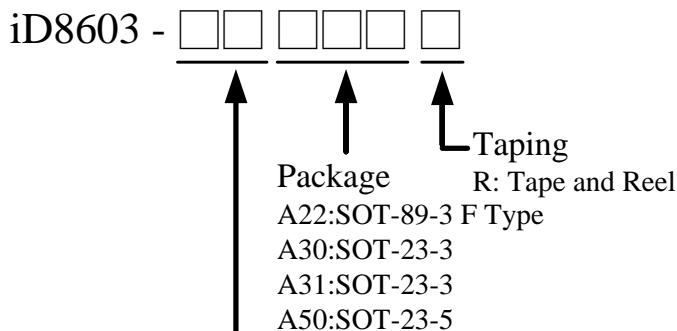 iD8603 - □□ □□□ □
Taping
R: Tape and Reel
Package
A22:SOT-89-3 F Type
A30:SOT-23-3
A31:SOT-23-3
A50:SOT-23-5